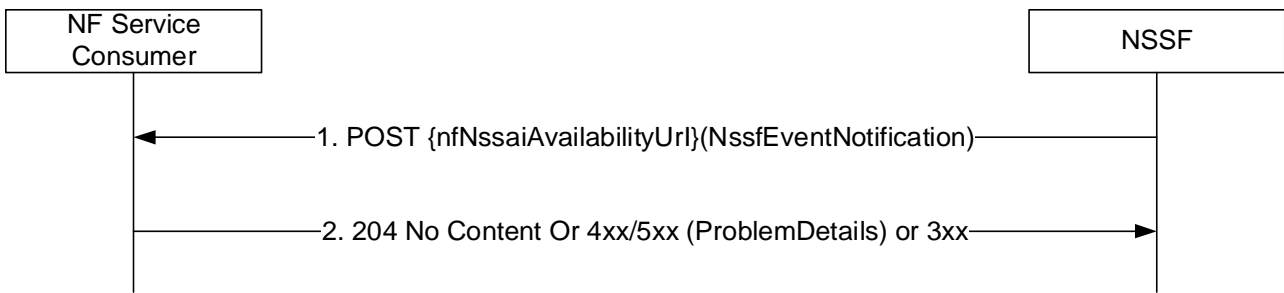 NF Service
Consumer
NSSF
1. POST {nfNssaiAvailabilityUrl}(NssfEventNotification)
2. 204 No Content Or 4xx/5xx (ProblemDetails) or 3xx